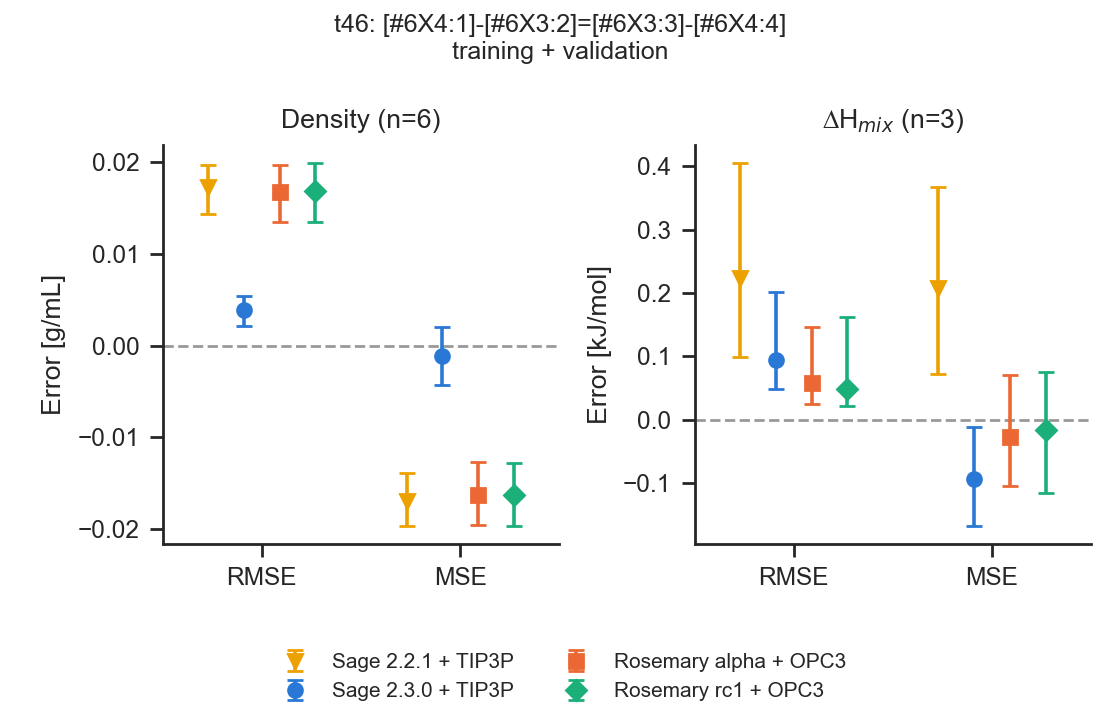 t46: [#6X4:1]-[#6X3:2]=[#6X3:3]-[#6X4:4]
training + validation
Density (n=6)
ΔH_mix (n=3)
Error [g/mL]
0.02
0.01
0.00
−0.01
−0.02
RMSE
MSE
Error [kJ/mol]
0.4
0.3
0.2
0.1
0.0
−0.1
RMSE
MSE
Sage 2.2.1 + TIP3P
Sage 2.3.0 + TIP3P
Rosemary alpha + OPC3
Rosemary rc1 + OPC3